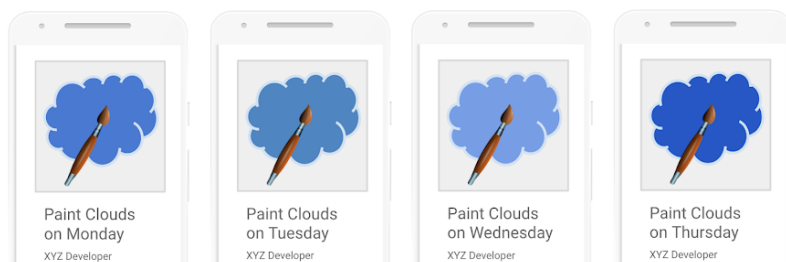 Paint Clouds
on Monday
XYZ Developer
Paint Clouds
on Tuesday
XYZ Developer
Paint Clouds
on Wednesday
XYZ Developer
Paint Clouds
on Thursday
XYZ Developer